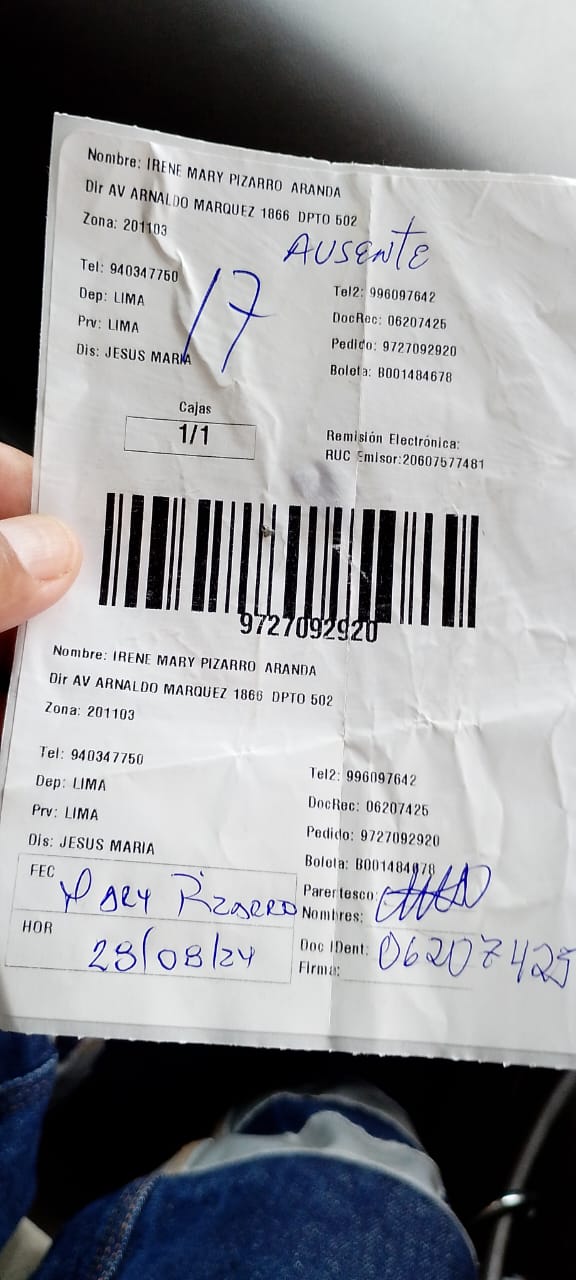 Nombre: IRENE MARY PIZARRO ARANDA
Dir AV ARNALDO MARQUEZ 1866 DPTO 502
Zona: 201103
AUSENTE
17
Tel: 940347750
Tel2: 996097642
Dep: LIMA
DocRec: 06207425
Prv: LIMA
Pedido: 9727092920
Dis: JESUS MARIA
Boleta: B001484678
Cajas
1/1
Remisión Electrónica:
RUC Emisor:20607577481
9727092920
Nombre: IRENE MARY PIZARRO ARANDA
Dir AV ARNALDO MARQUEZ 1866 DPTO 502
Zona: 201103
Tel: 940347750
Tel2: 996097642
Dep: LIMA
DocRec: 06207425
Prv: LIMA
Pedido: 9727092920
Dis: JESUS MARIA
Boleta: B001484678
FEC
Mary Pizarro
Parentesco:
Nombres:
HOR
28/08/24
Doc IDent: 06207425
Firma: